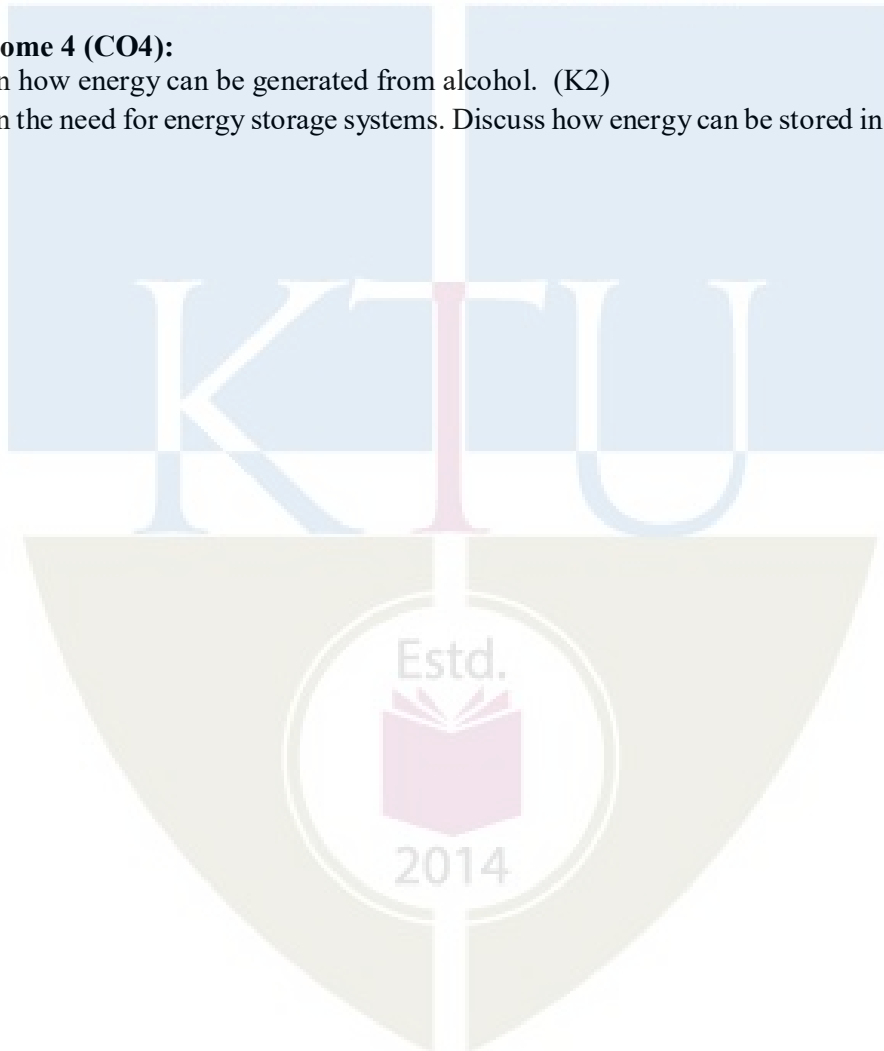 ome 4 (CO4):
n how energy can be generated from alcohol. (K2)
n the need for energy storage systems. Discuss how energy can be stored in
KTU
Estd.
2014